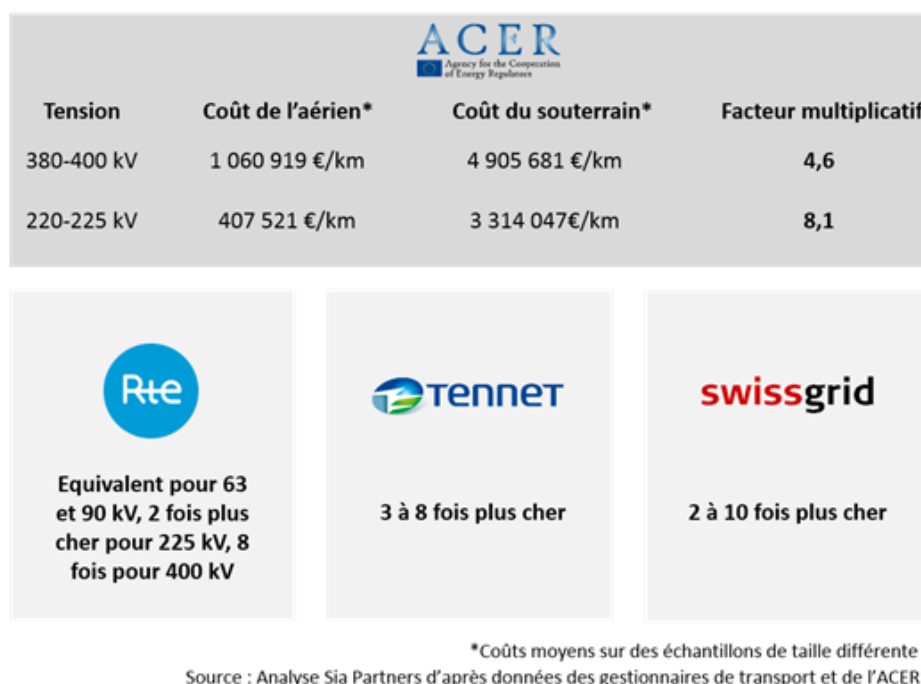 ACER
Agency for the Cooperation
of Energy Regulators
Tension Coût de l'aérien* Coût du souterrain* Facteur multiplicatif
380-400 kV 1 060 919 €/km 4 905 681 €/km 4,6
220-225 kV 407 521 €/km 3 314 047€/km 8,1
Rte
Equivalent pour 63
et 90 kV, 2 fois plus
cher pour 225 kV, 8
fois pour 400 kV
TenneT
3 à 8 fois plus cher
swissgrid
2 à 10 fois plus cher
*Coûts moyens sur des échantillons de taille différente
Source : Analyse Sia Partners d'après données des gestionnaires de transport et de l'ACER